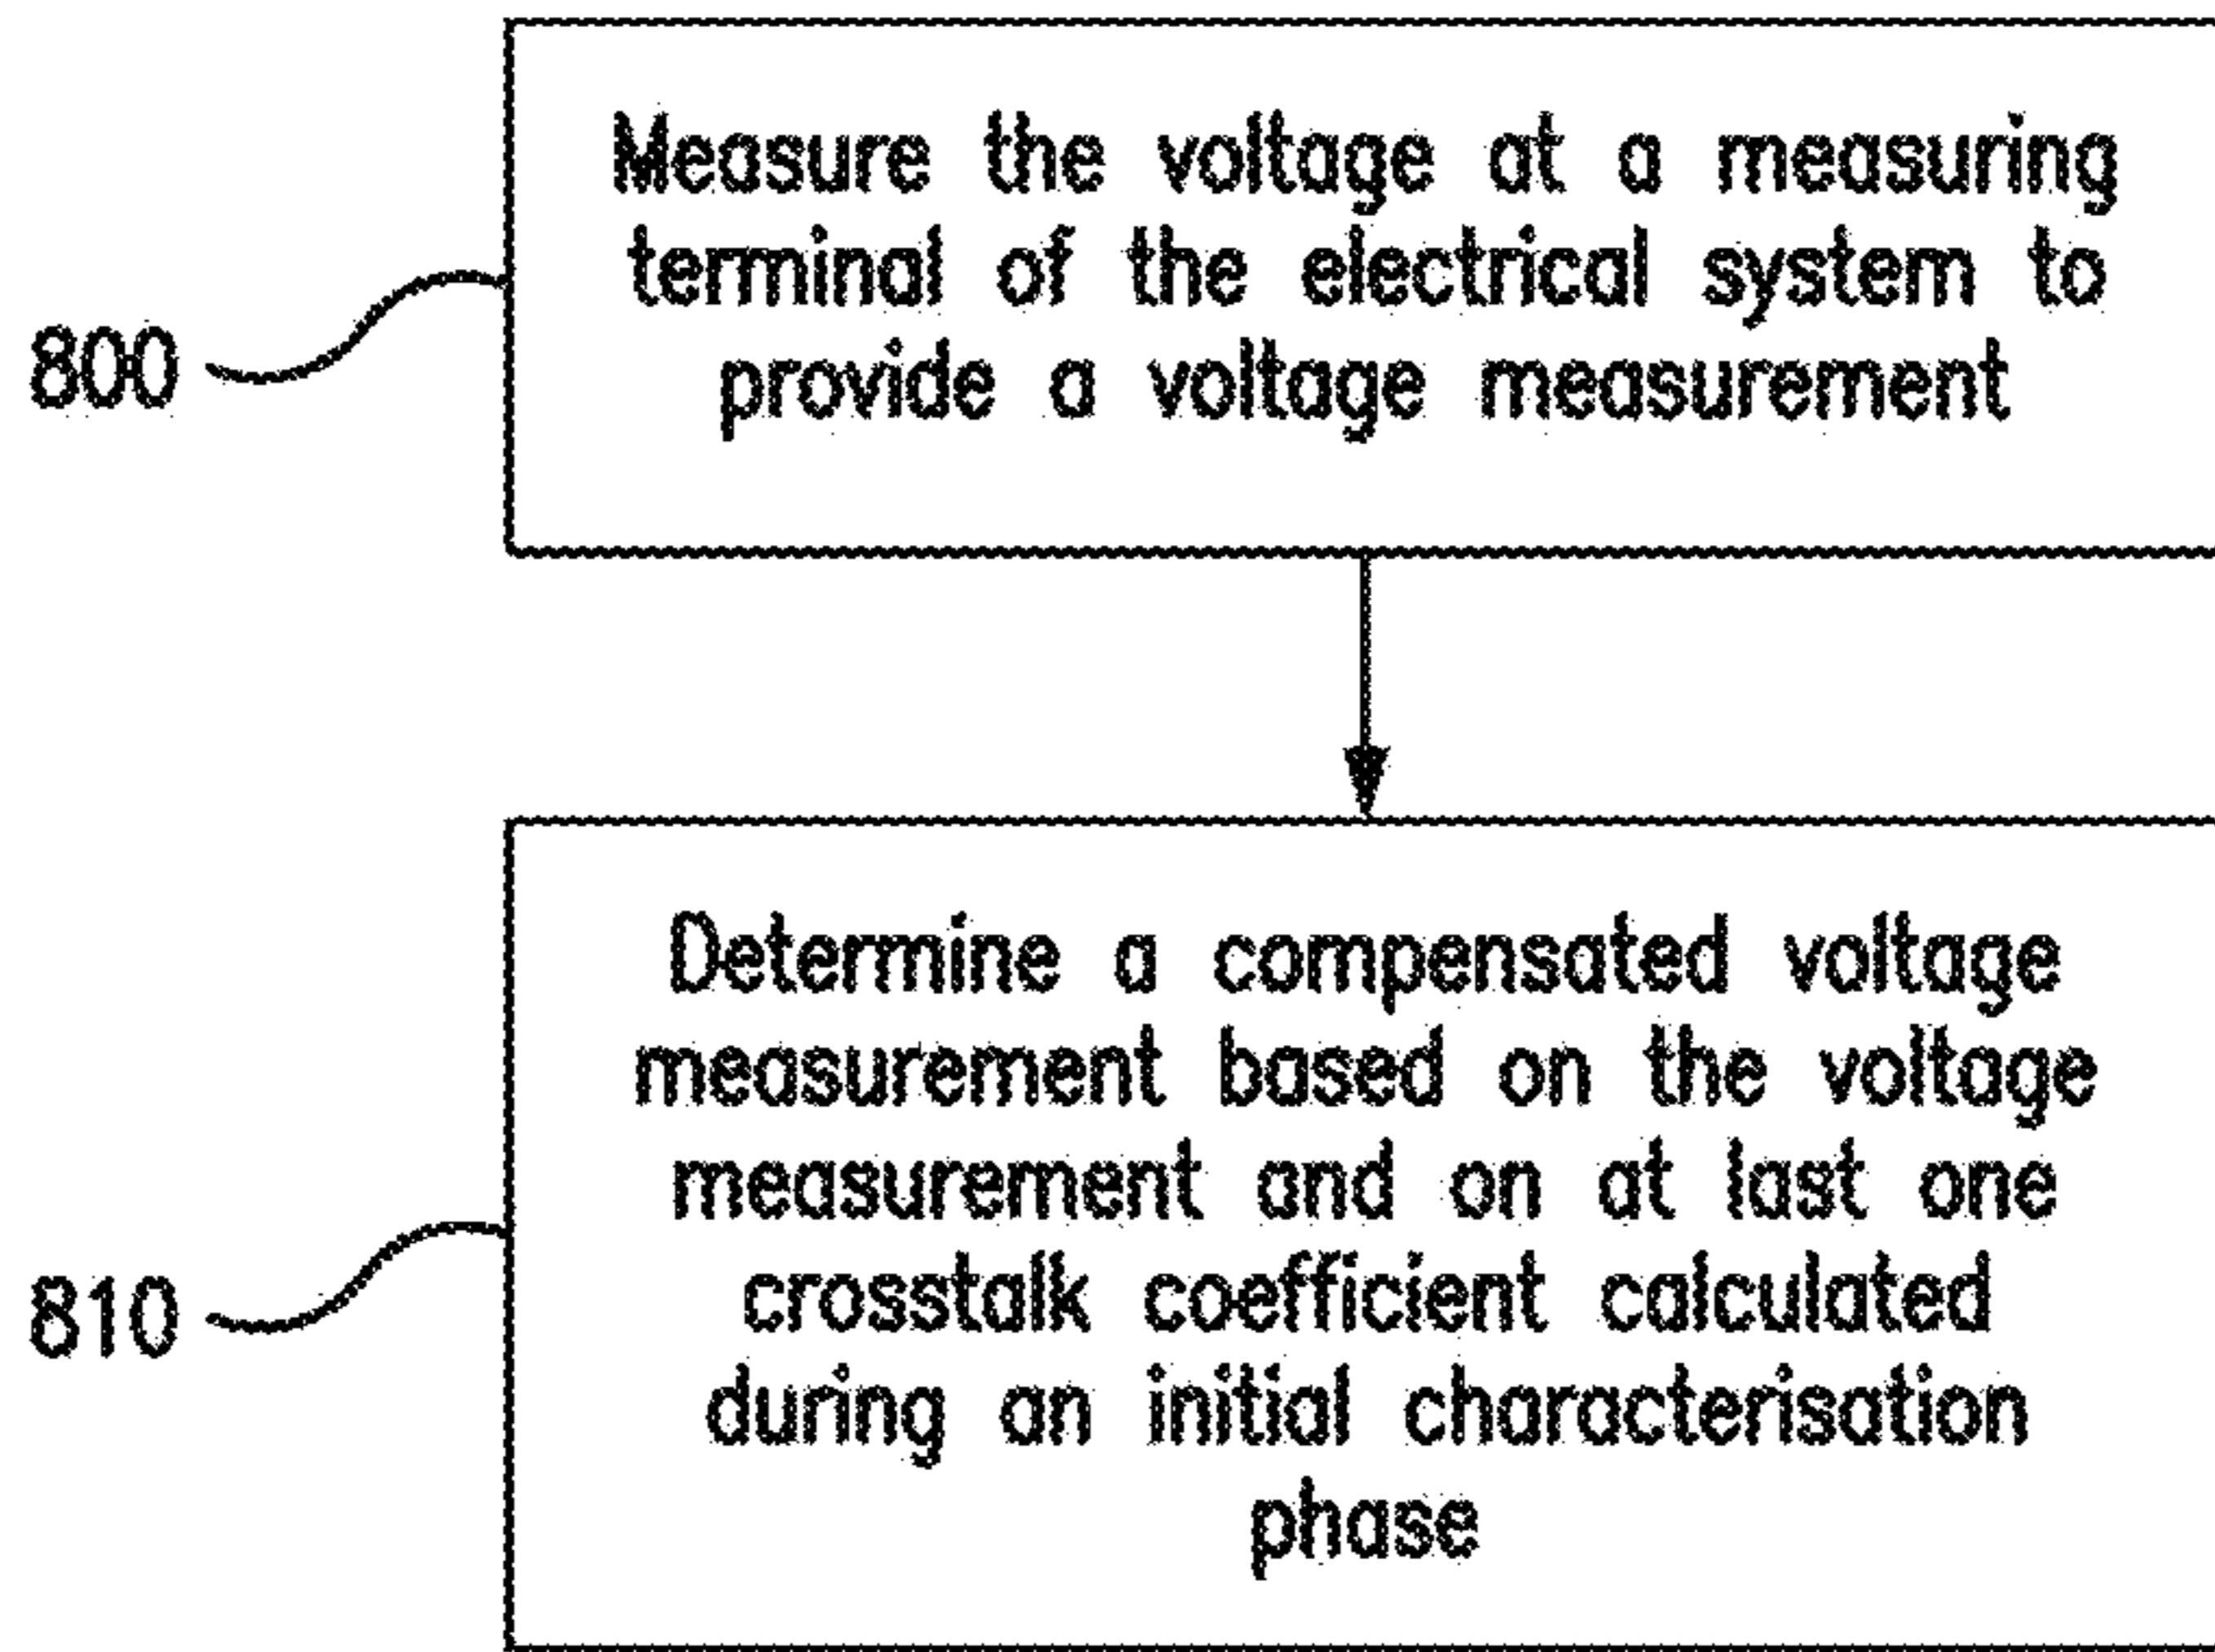 Measure the voltage at a measuring
terminal of the electrical system to
800
provide a voltage measurement
Determine a compensated voltage
measurement based on the voltage
measurement and on at last one
crosstalk coefficient calculated
810
during an initial characterisation
phase